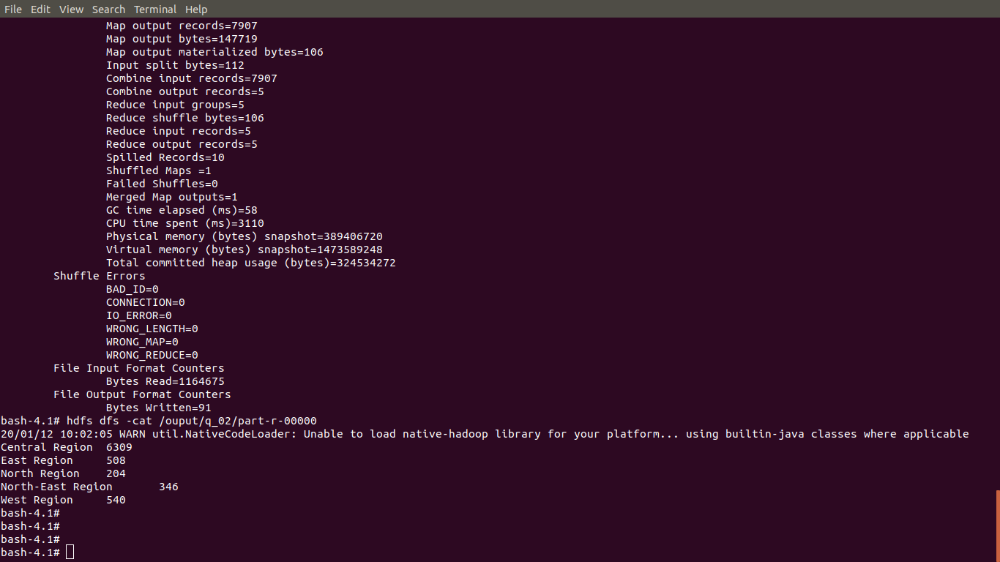 File Edit View Search Terminal Help
Map output records=7907
Map output bytes=147719
Map output materialized bytes=106
Input split bytes=112
Combine input records=7907
Combine output records=5
Reduce input groups=5
Reduce shuffle bytes=106
Reduce input records=5
Reduce output records=5
Spilled Records=10
Shuffled Maps =1
Failed Shuffles=0
Merged Map outputs=1
GC time elapsed (ms)=58
CPU time spent (ms)=3110
Physical memory (bytes) snapshot=389406720
Virtual memory (bytes) snapshot=1473589248
Total committed heap usage (bytes)=324534272
Shuffle Errors
BAD_ID=0
CONNECTION=0
IO_ERROR=0
WRONG_LENGTH=0
WRONG_MAP=0
WRONG_REDUCE=0
File Input Format Counters
Bytes Read=1164675
File Output Format Counters
Bytes Written=91
bash-4.1# hdfs dfs -cat /ouput/q_02/part-r-00000
20/01/12 10:02:05 WARN util.NativeCodeLoader: Unable to load native-hadoop library for your platform... using builtin-java classes where applicable
Central Region 6309
East Region 508
North Region 204
North-East Region 346
West Region 540
bash-4.1#
bash-4.1#
bash-4.1#
bash-4.1#